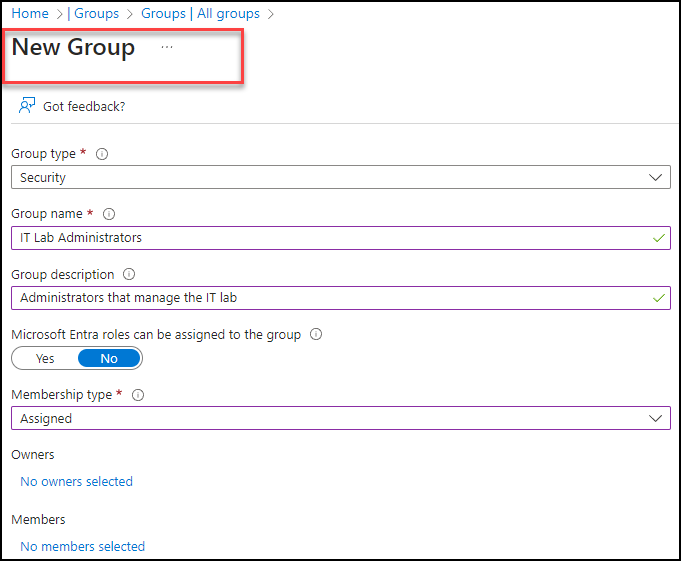 Home > | Groups > Groups | All groups >
New Group ...
Got feedback?
Group type *
Security
Group name *
IT Lab Administrators
Group description
Administrators that manage the IT lab
Microsoft Entra roles can be assigned to the group
Yes No
Membership type *
Assigned
Owners
No owners selected
Members
No members selected